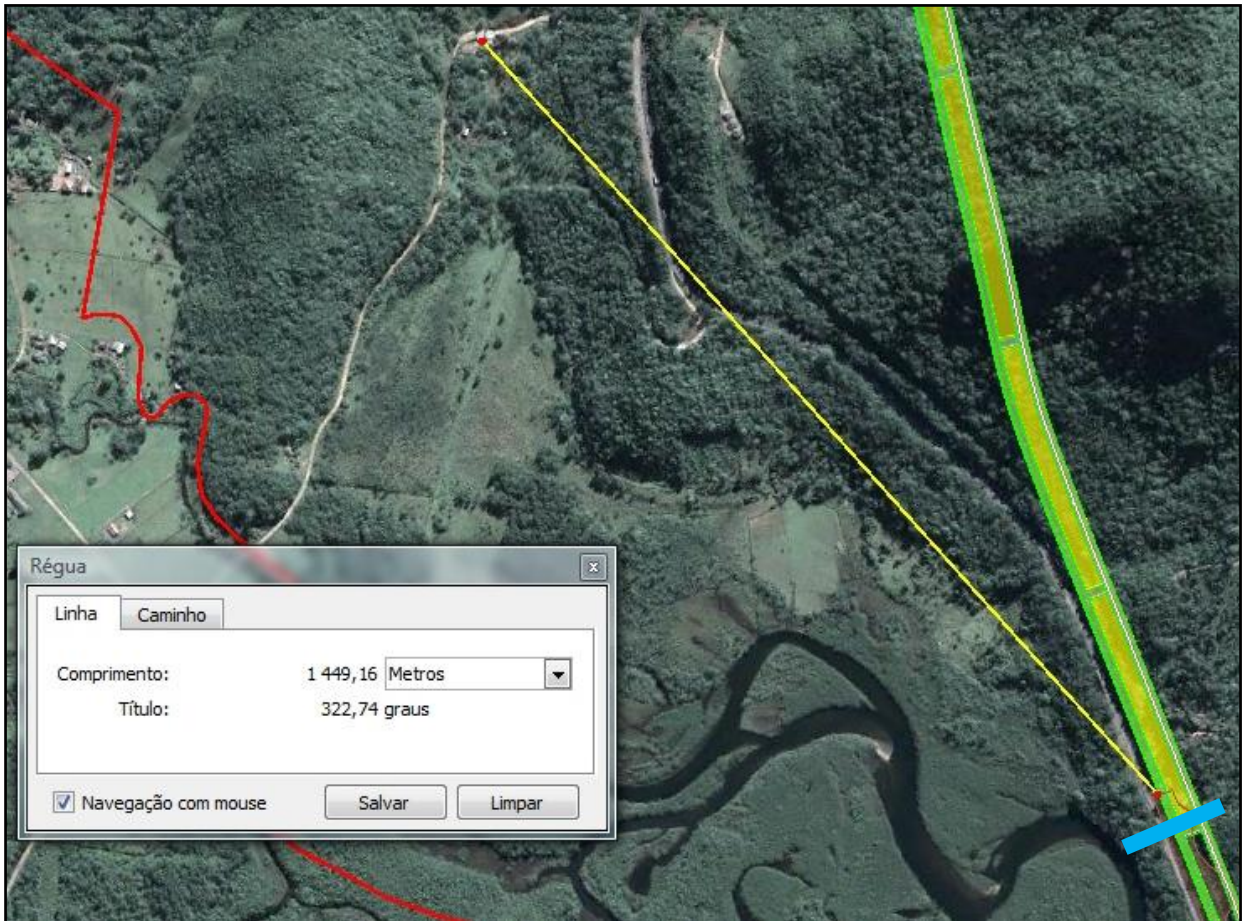 Régua
Linha Caminho
Comprimento: 1 449,16 Metros
Título: 322,74 graus
Navegação com mouse Salvar Limpar